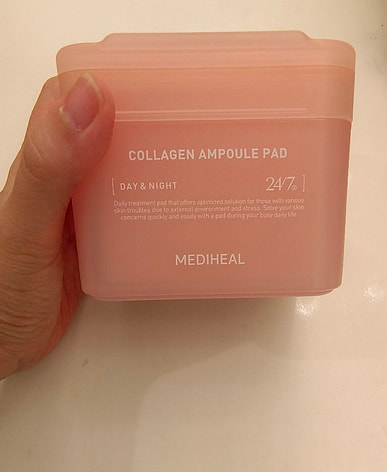 COLLAGEN AMPOULE PAD
[ DAY & NIGHT 24/7 ]
Daily treatment pad that offers optimized solution for those with various
skin troubles due to external environment and stress. Solve your skin
concerns quickly and easily with a pad during your busy daily life.
MEDIHEAL